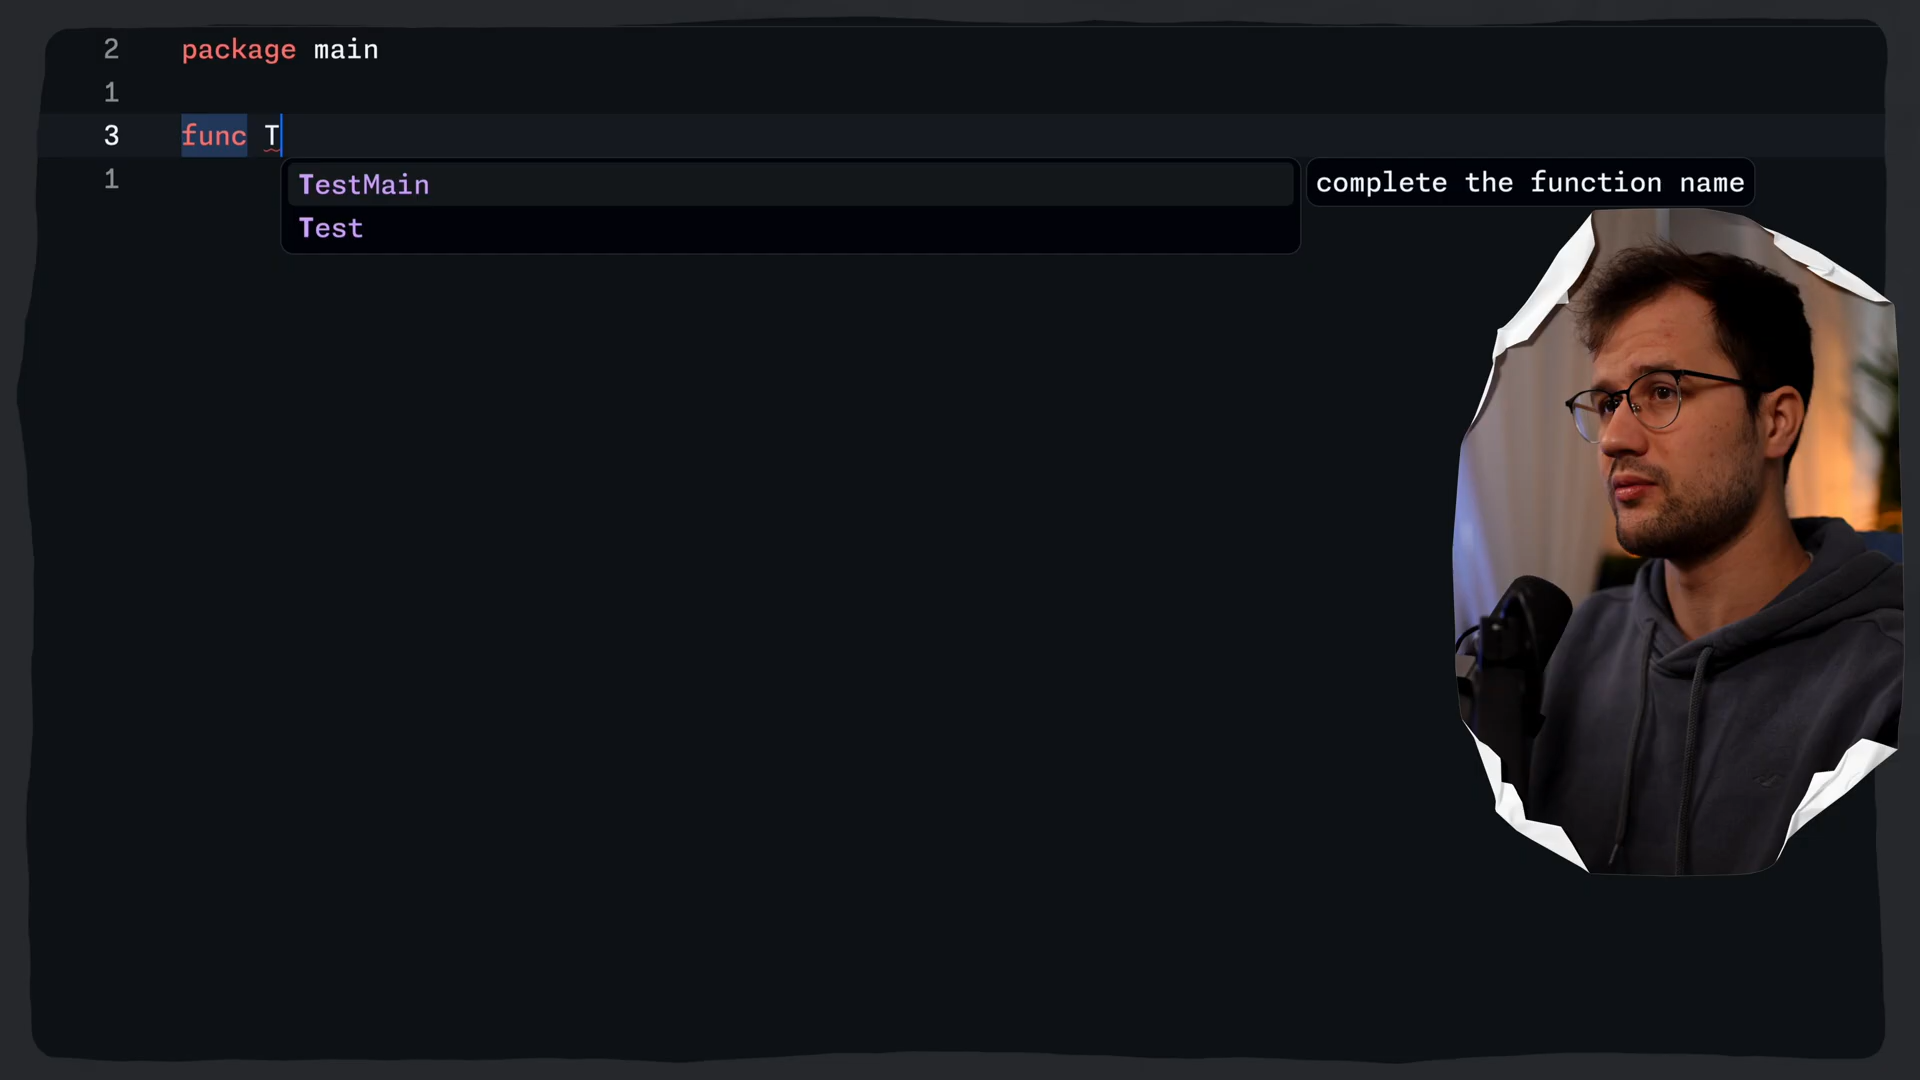 2 package main
1
3 func T
1
TestMain complete the function name
Test